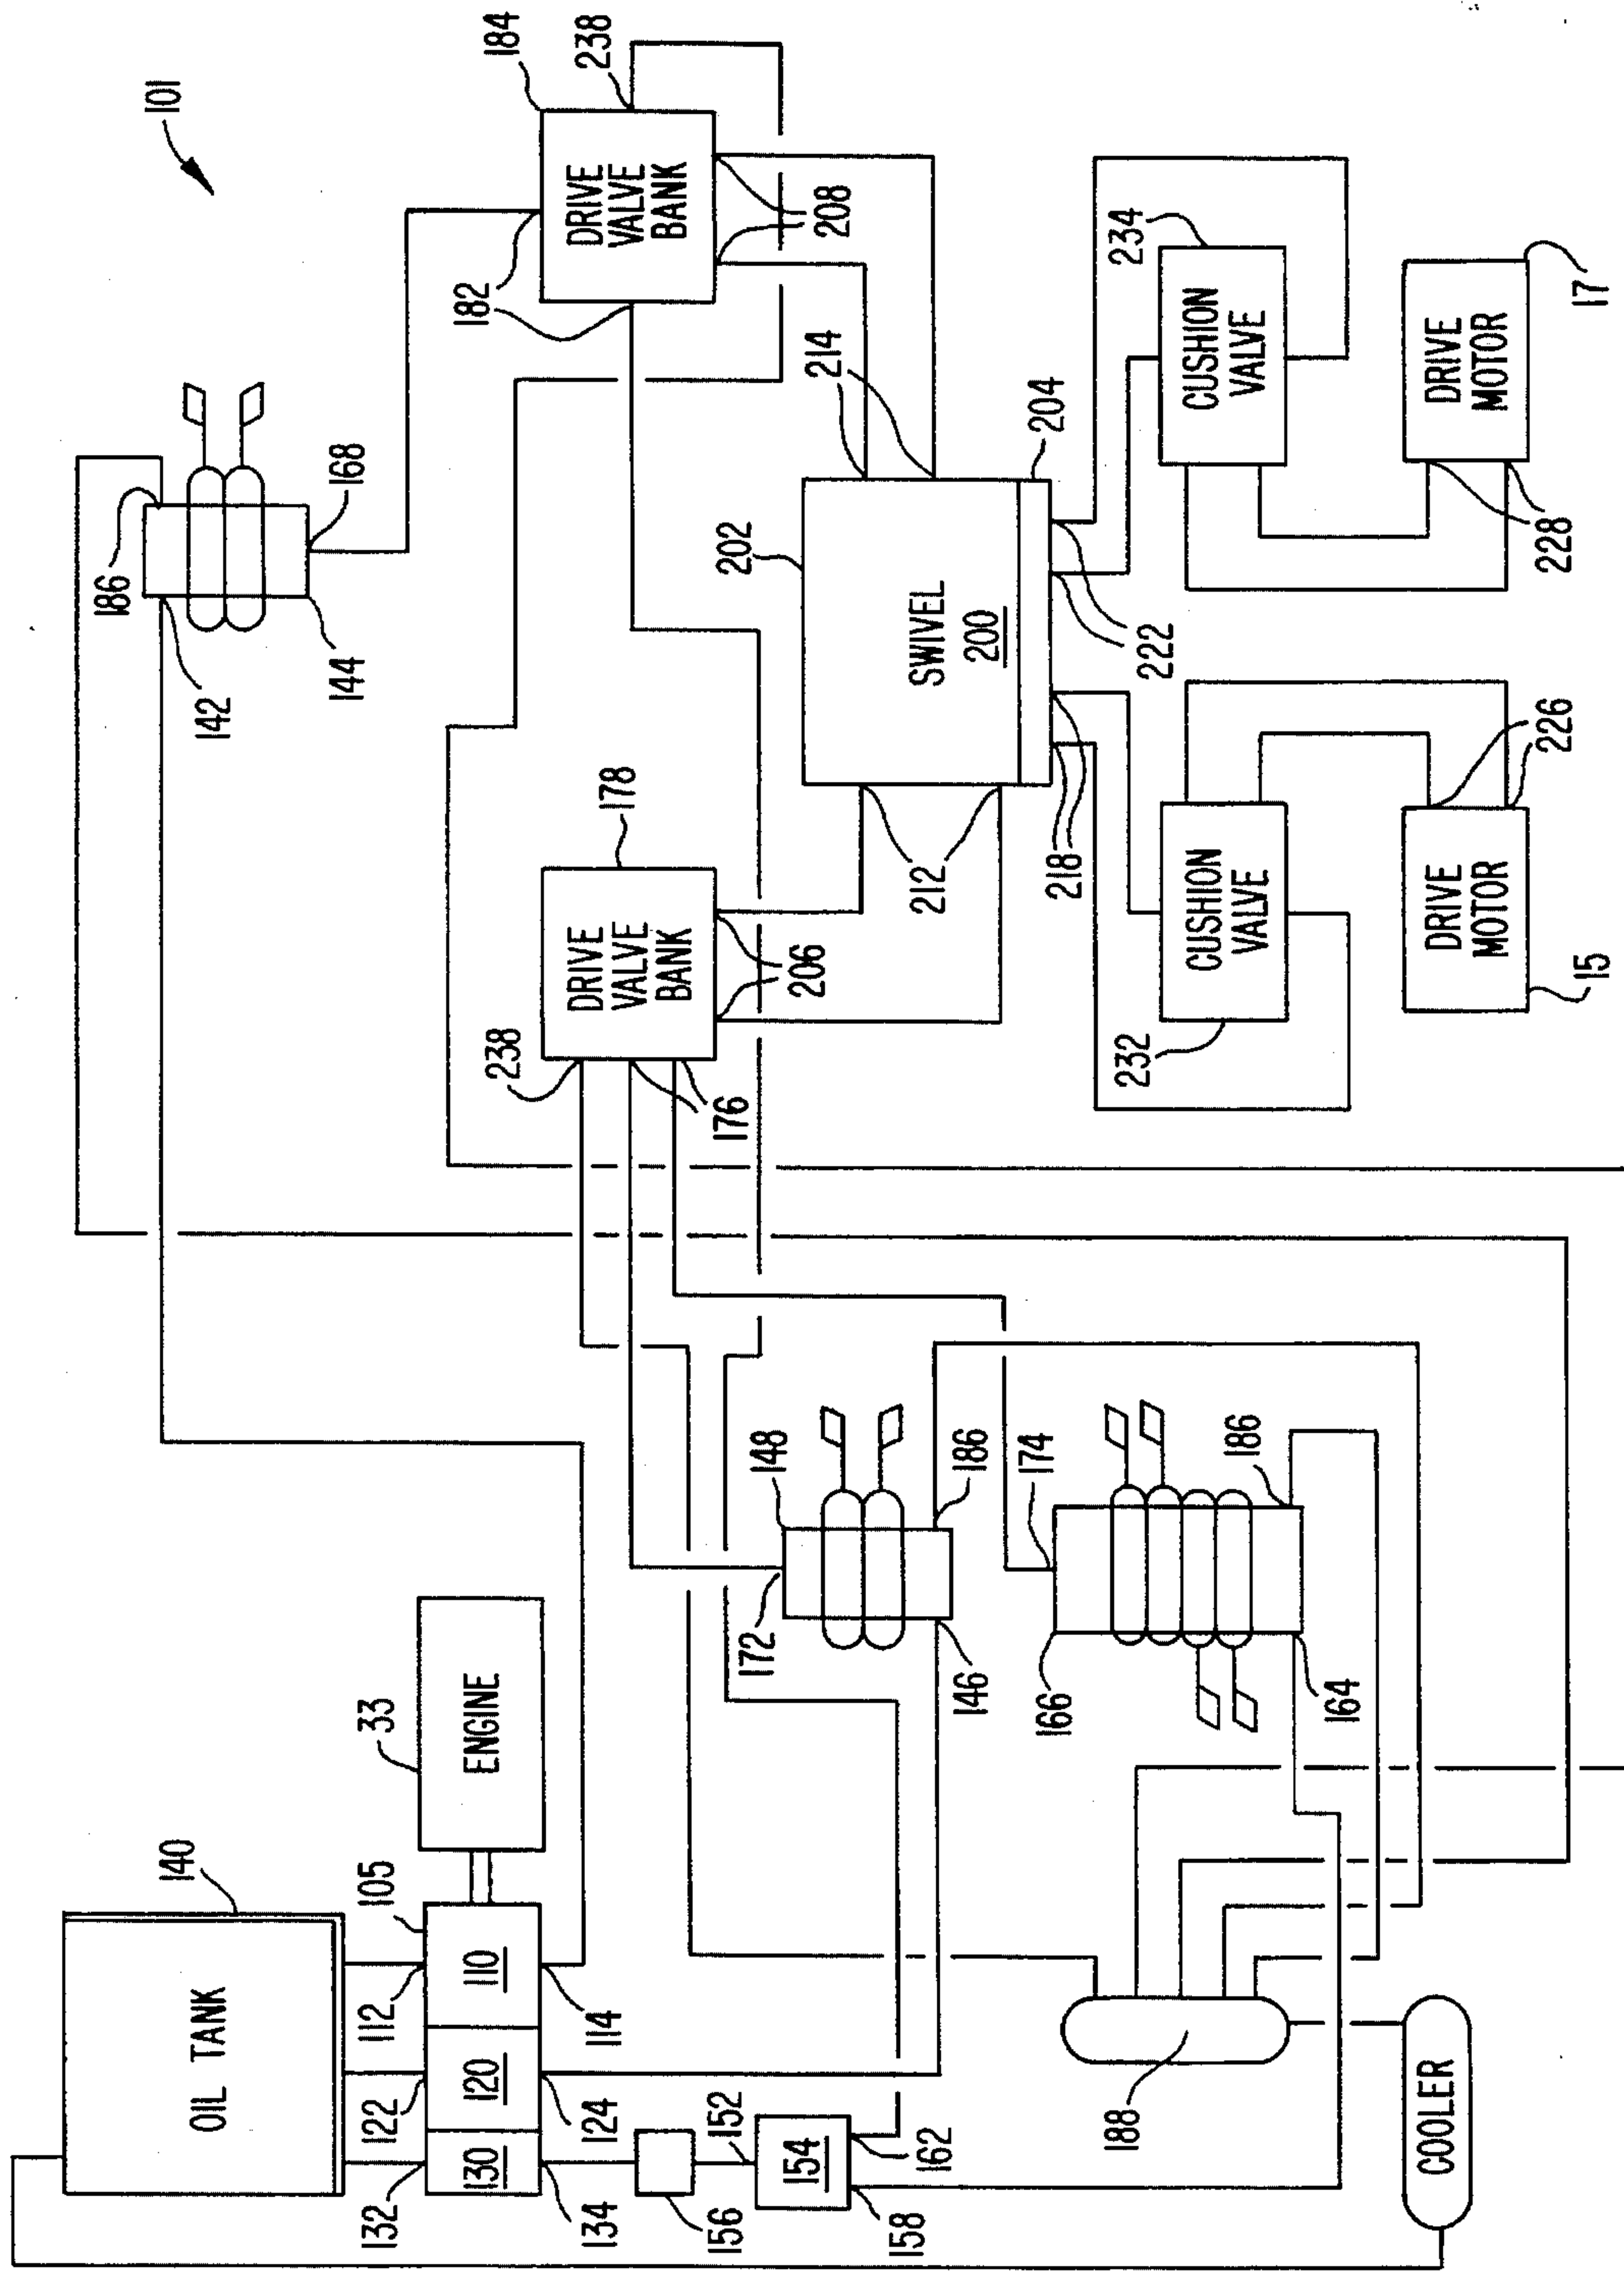 101
184
238
DRIVE
VALVE
BANK
182
208
186
168
142
144
214
202
204
SWIVEL
200
212
218
222
234
CUSHION
VALVE
DRIVE
MOTOR
17
228
178
DRIVE
VALVE
BANK
238
206
176
226
CUSHION
VALVE
232
DRIVE
MOTOR
15
OIL TANK
140
33
ENGINE
105
112
122
132
110
120
130
114
124
134
156
152
154
162
158
148
172
186
146
174
186
166
164
188
COOLER